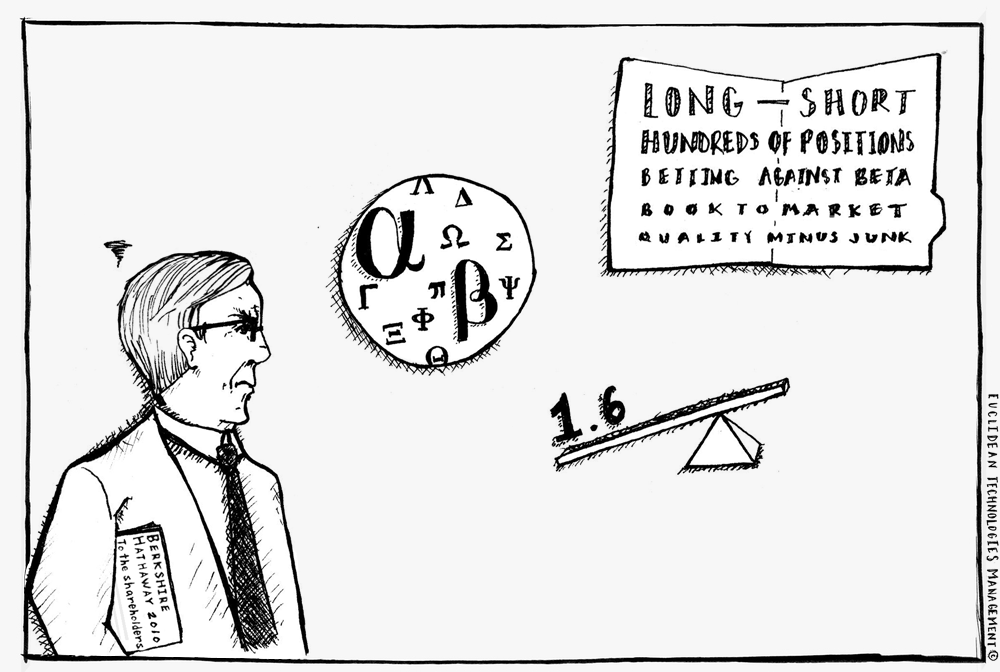 LONG — SHORT
HUNDREDS OF POSITIONS
BETTING AGAINST BETA
BOOK TO MARKET
QUALITY MINUS JUNK
Λ Δ
α Ω Σ
Γ π β Ψ
Ξ Φ
Θ
1.6
BERKSHIRE
HATHAWAY 2010
To the shareholders
EUCLIDEAN TECHNOLOGIES MANAGEMENT ©